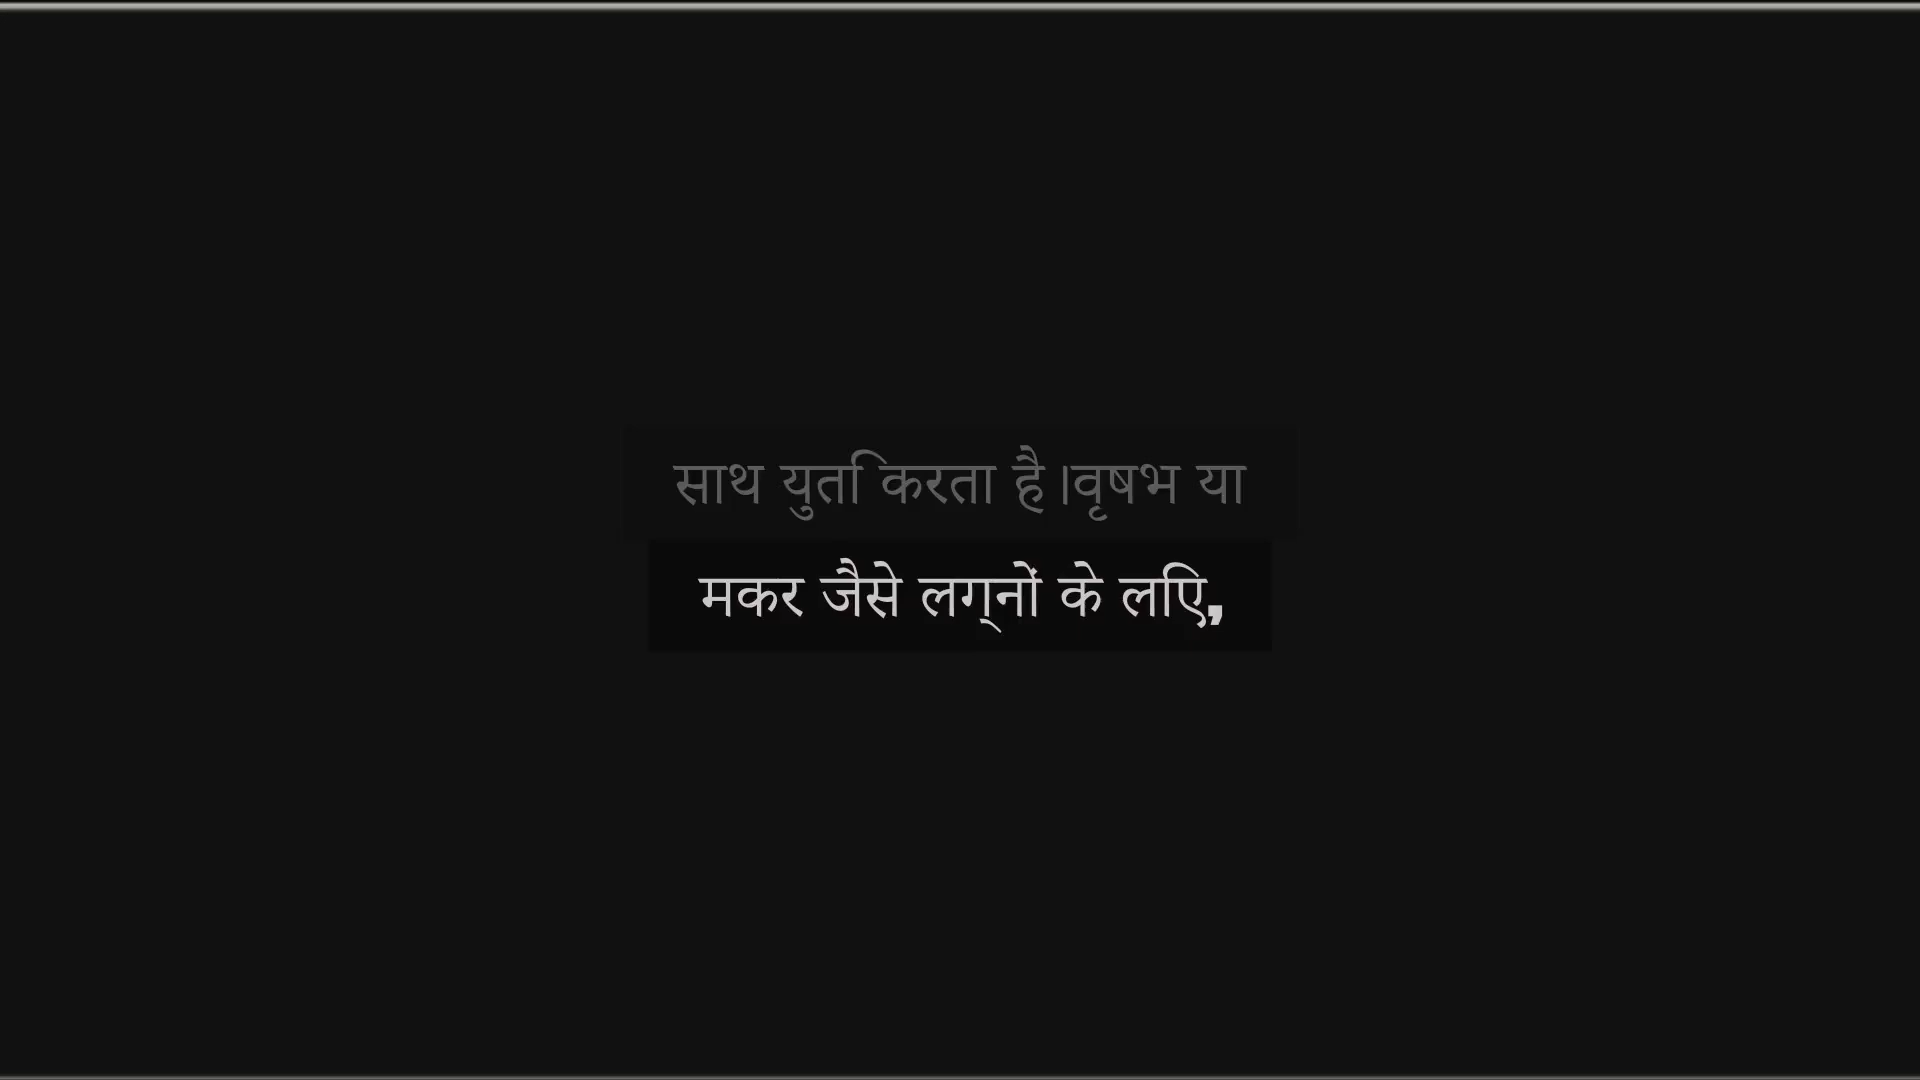 साथ युति करता है।वृषभ या
मकर जैसे लग्नों के लिए,